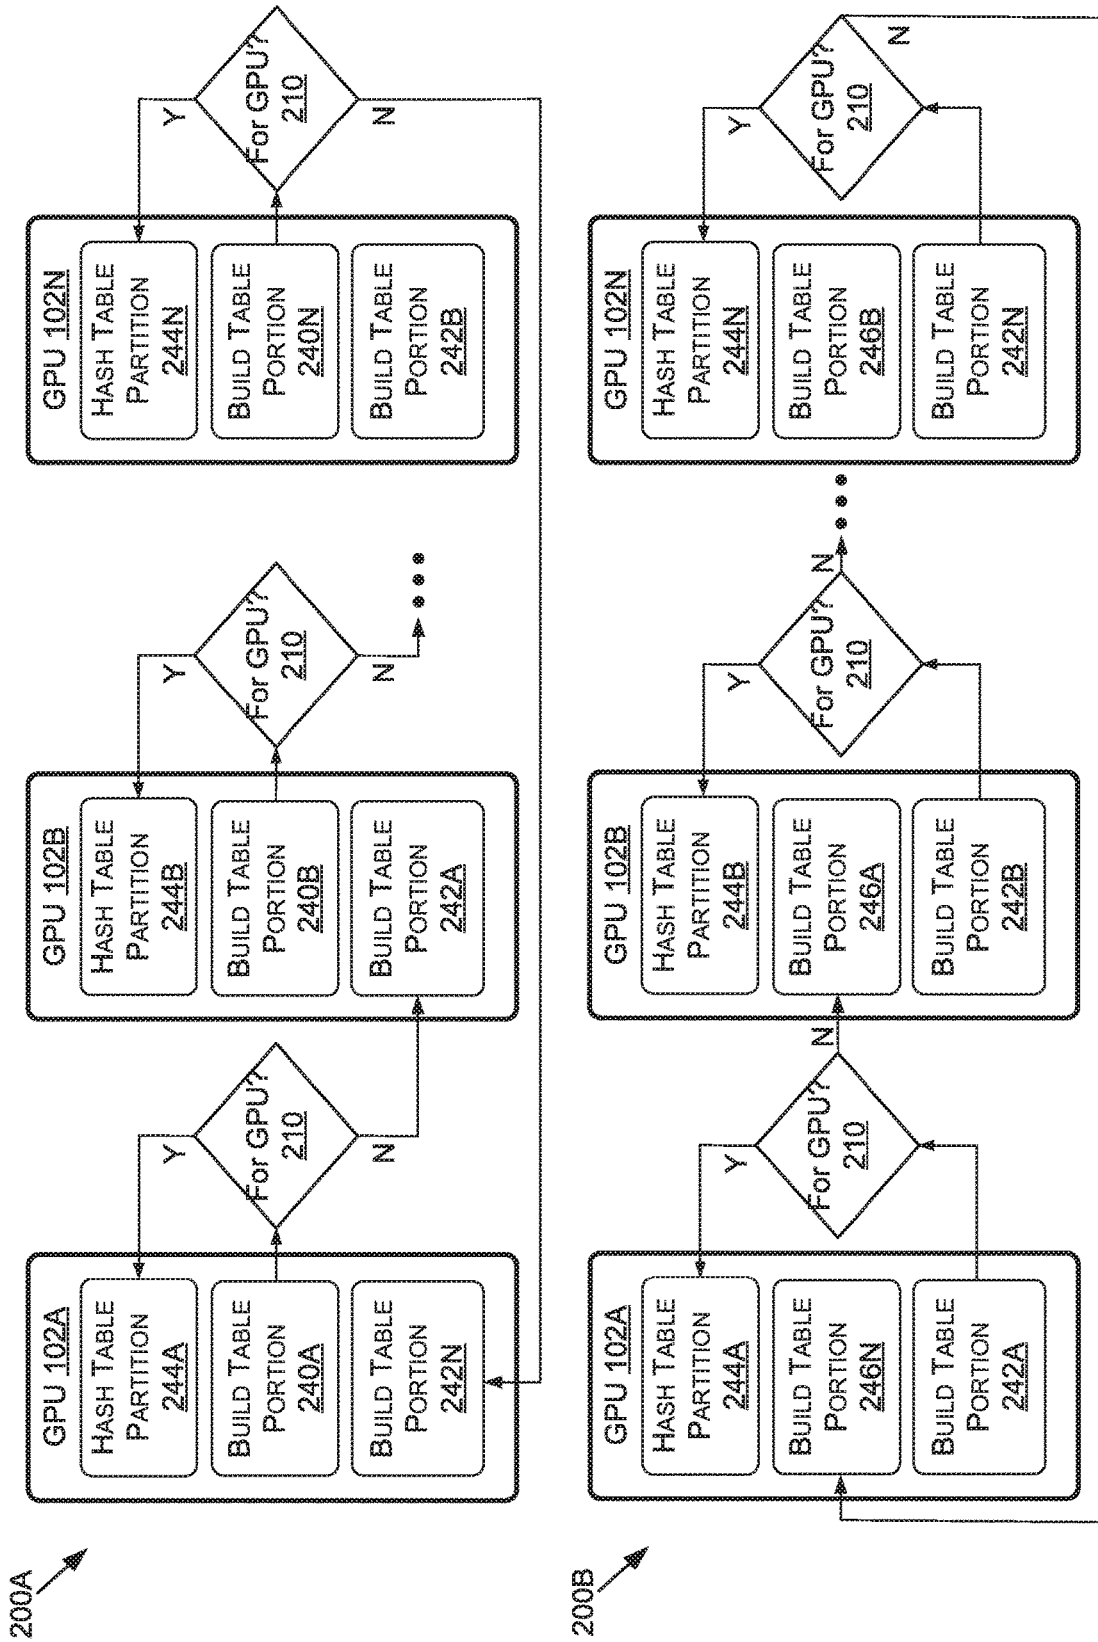 200A
GPU 102A
HASH TABLE
PARTITION
244A
BUILD TABLE
PORTION
240A
BUILD TABLE
PORTION
242N
Y
For GPU?
210
N
GPU 102B
HASH TABLE
PARTITION
244B
BUILD TABLE
PORTION
240B
BUILD TABLE
PORTION
242A
Y
For GPU?
210
N
GPU 102N
HASH TABLE
PARTITION
244N
BUILD TABLE
PORTION
240N
BUILD TABLE
PORTION
242B
Y
For GPU?
210
N
200B
GPU 102A
HASH TABLE
PARTITION
244A
BUILD TABLE
PORTION
246N
BUILD TABLE
PORTION
242A
Y
For GPU?
210
N
GPU 102B
HASH TABLE
PARTITION
244B
BUILD TABLE
PORTION
246A
BUILD TABLE
PORTION
242B
Y
For GPU?
210
N
GPU 102N
HASH TABLE
PARTITION
244N
BUILD TABLE
PORTION
246B
BUILD TABLE
PORTION
242N
Y
For GPU?
210
N